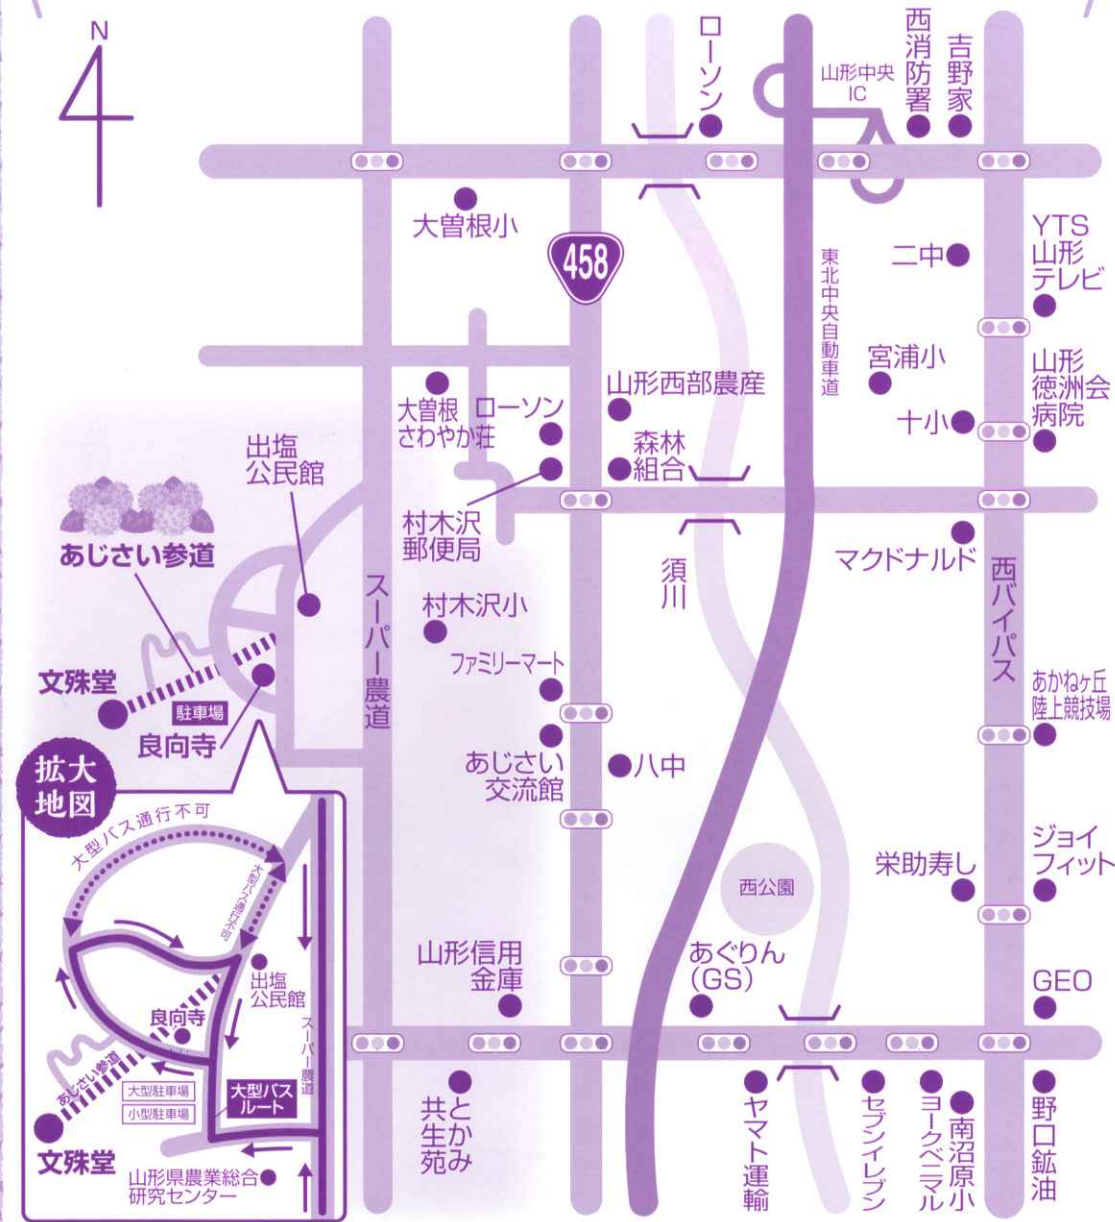 N
ローソン
山形中央
IC
西消防署
吉野家
大曽根小
458
二中
YTS
山形
テレビ
東北中央自動車道
宮浦小
山形
徳洲会
病院
十小
山形西部農産
大曽根
さわやか荘
ローソン
森林
組合
出塩
公民館
村木沢
郵便局
マクドナルド
あじさい参道
須川
西バイパス
スーパー農道
村木沢小
ファミリーマート
文殊堂
駐車場
良向寺
あかねヶ丘
陸上競技場
あじさい
交流館
八中
拡大
地図
大型バス通行不可
大型バス通行不可
出塩
公民館
良向寺
スーパー農道
あじさい参道
大型駐車場
小型駐車場
大型バス
ルート
文殊堂
山形県農業総合
研究センター
西公園
栄助寿し
ジョイ
フィット
山形信用
金庫
あぐりん
(GS)
GEO
とかみ
共生苑
ヤマト運輸
セブンイレブン
ヨークベニマル
南沼原小
野口鉱油